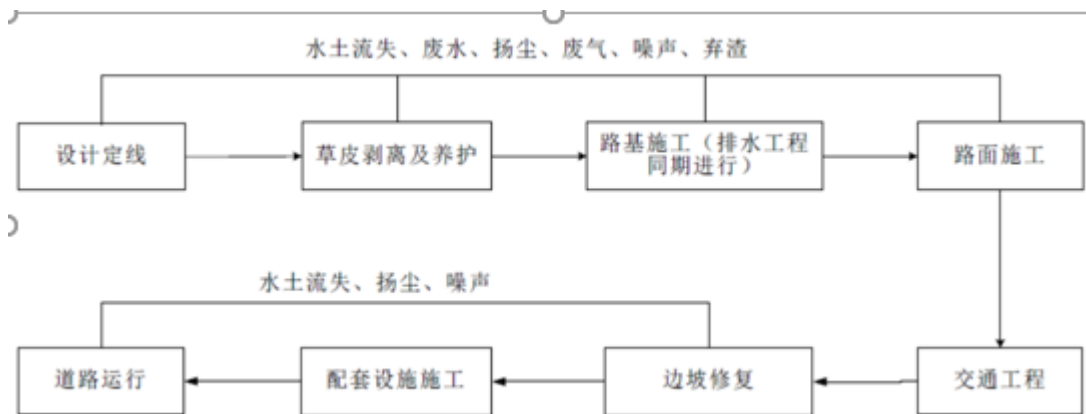 水土流失、废水、扬尘、废气、噪声、弃渣
设计定线
草皮剥离及养护
路基施工（排水工程
同期进行）
路面施工
水土流失、扬尘、噪声
道路运行
配套设施施工
边坡修复
交通工程